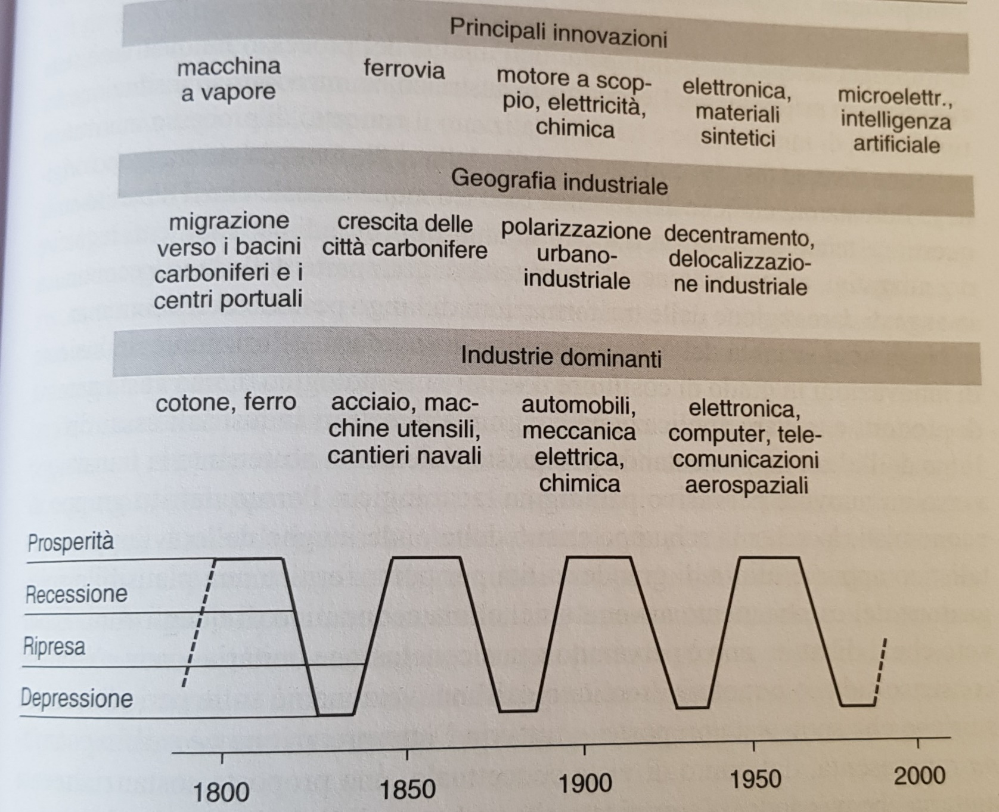 Principali innovazioni
macchina
a vapore
ferrovia
motore a scop-
pio, elettricità,
chimica
elettronica,
materiali
sintetici
microelettr.,
intelligenza
artificiale
Geografia industriale
migrazione
verso i bacini
carboniferi e i
centri portuali
crescita delle
città carbonifere
polarizzazione
urbano-
industriale
decentramento,
delocalizzazio-
ne industriale
Industrie dominanti
cotone, ferro
acciaio, mac-
chine utensili,
cantieri navali
automobili,
meccanica
elettrica,
chimica
elettronica,
computer, tele-
comunicazioni
aerospaziali
Prosperità
Recessione
Ripresa
Depressione
1800
1850
1900
1950
2000